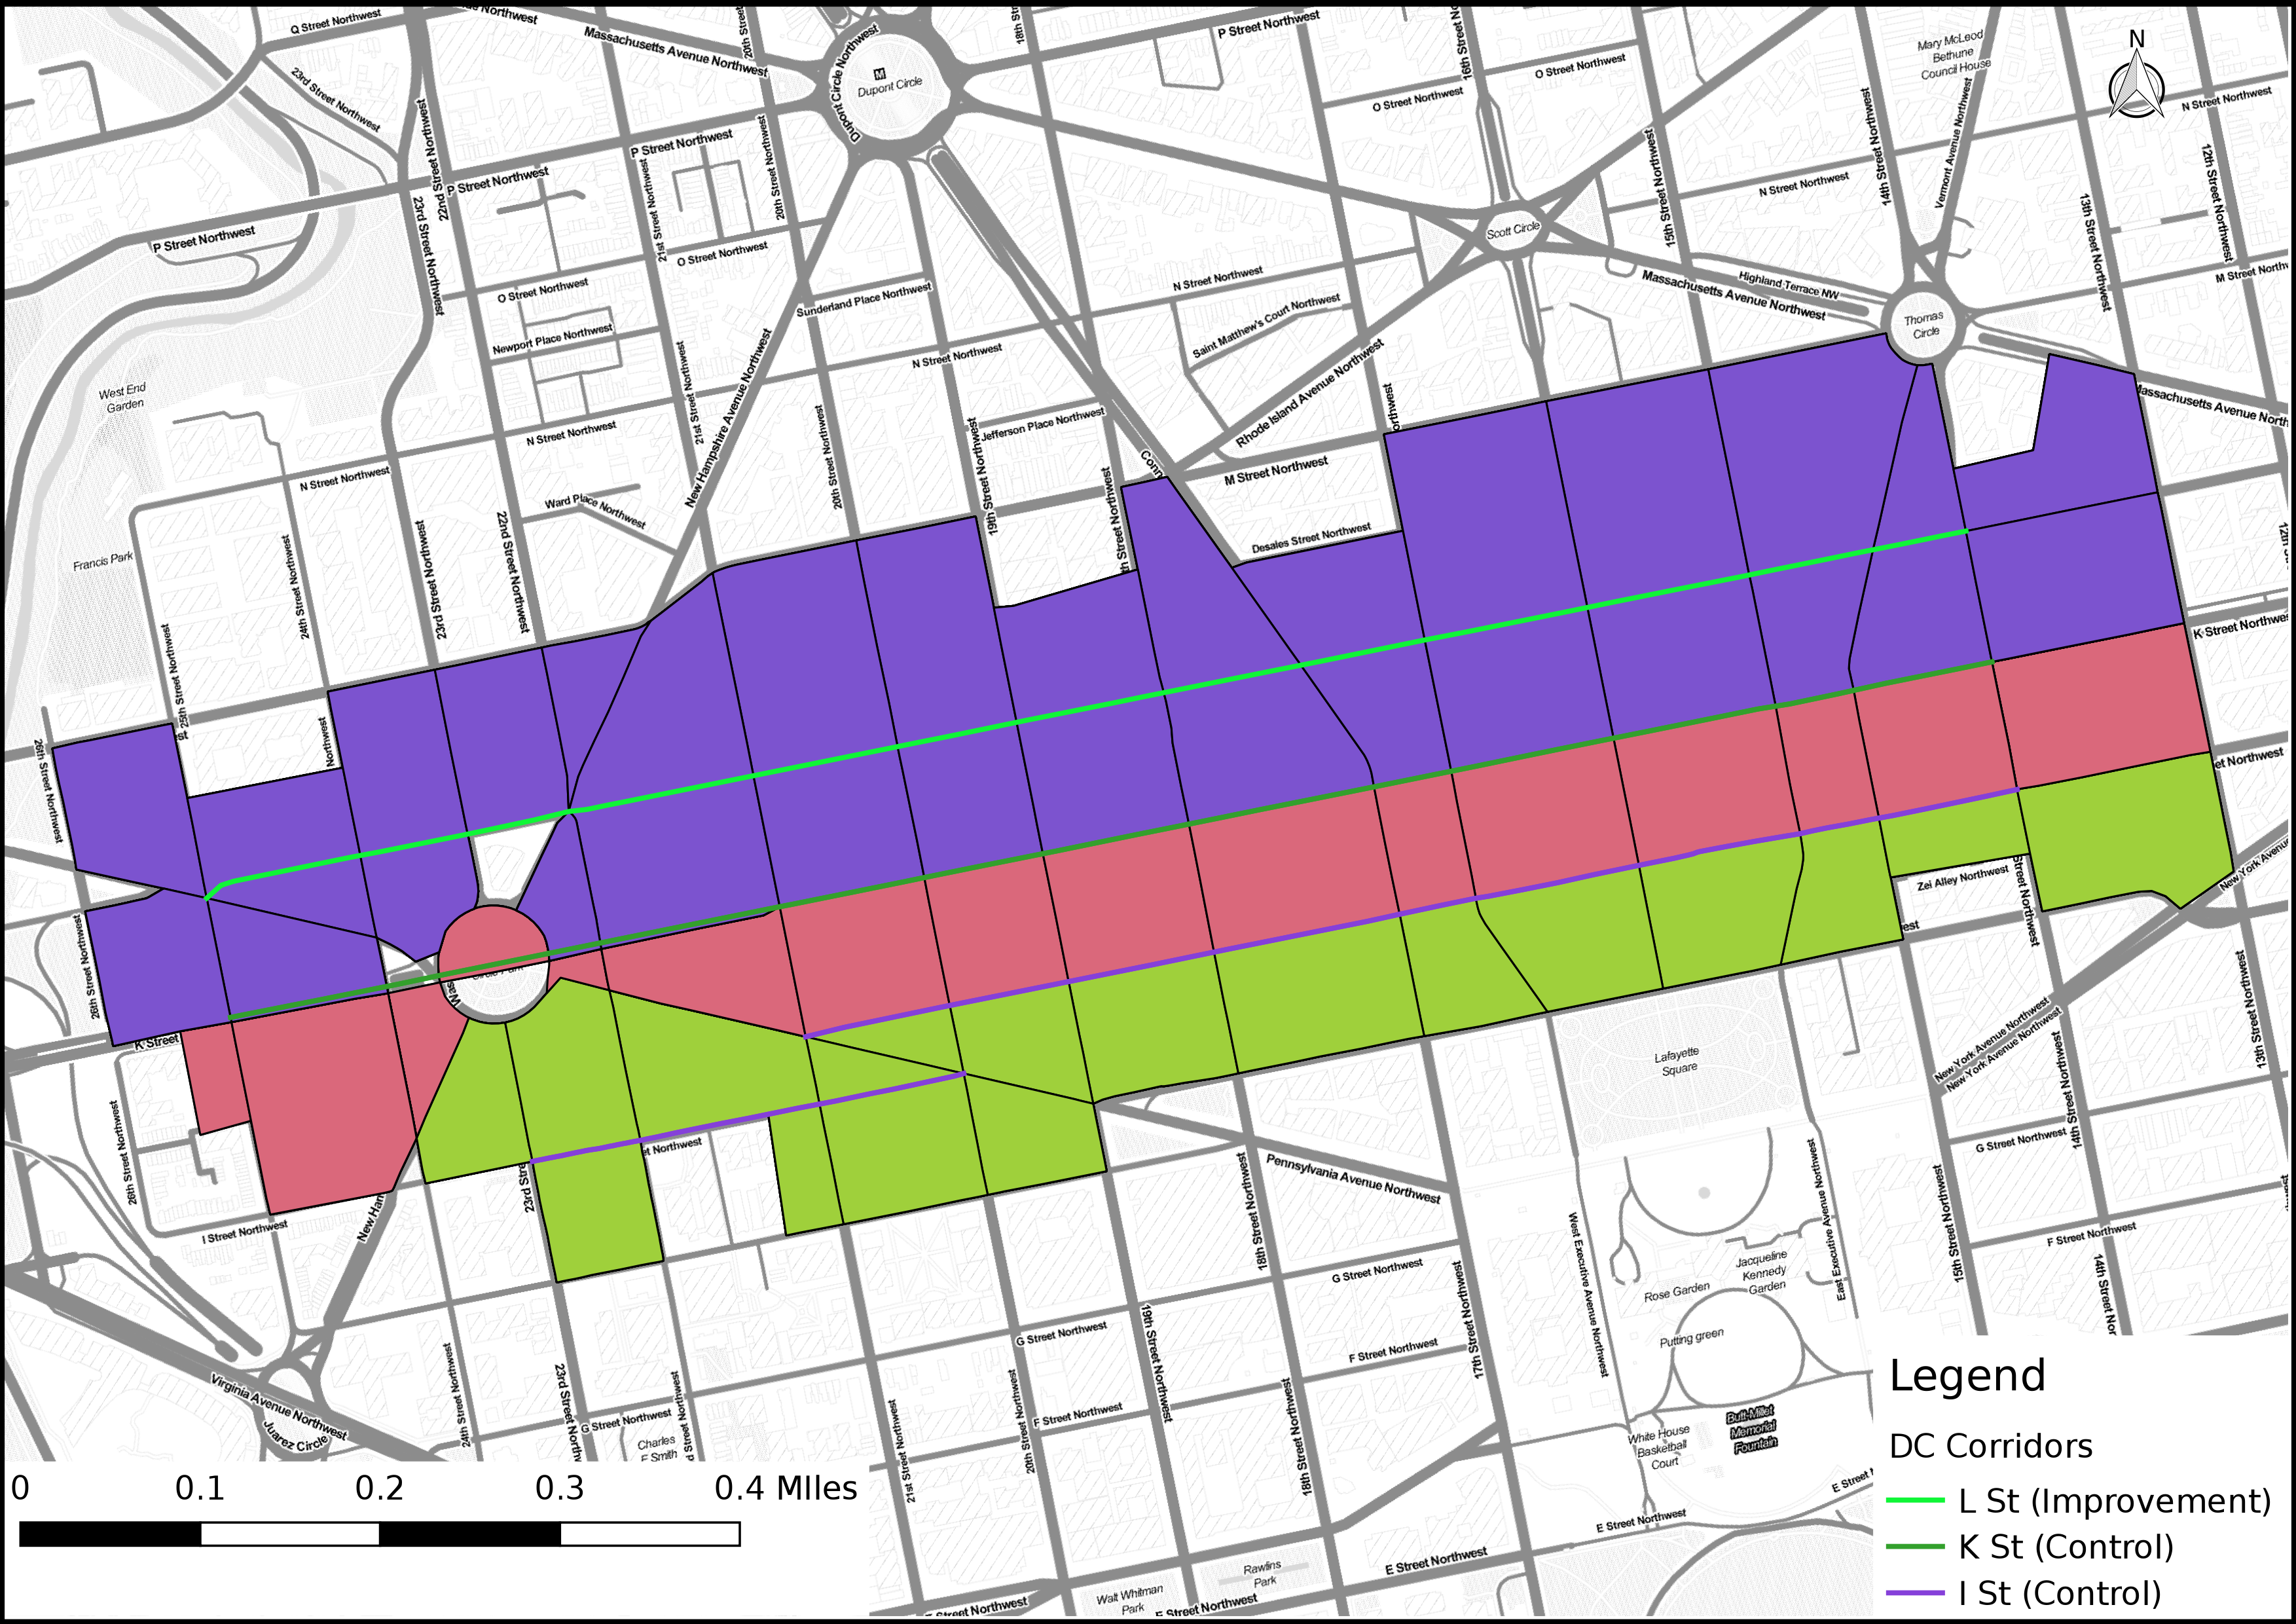 Q Street Northwest
Massachusetts Avenue Northwest
20th Street
P Street Northwest
16th Street
Mary McLeod
Bethune
Council House
N
23rd Street Northwest
Dupont Circle Northwest
M
Dupont Circle
O Street Northwest
O Street Northwest
N Street Northwest
22nd Street Northwest
P Street Northwest
P Street Northwest
21st Street Northwest
20th Street Northwest
15th Street Northwest
14th Street Northwest
Vermont Avenue Northwest
12th Street Northwest
N Street Northwest
P Street Northwest
23rd Street Northwest
O Street Northwest
Scott Circle
13th Street Northwest
O Street Northwest
Sunderland Place Northwest
N Street Northwest
Massachusetts Avenue Northwest
Highland Terrace NW
Thomas
Circle
Newport Place Northwest
Saint Matthew's Court Northwest
N Street Northwest
West End
Garden
21st Street Northwest
New Hampshire Avenue Northwest
Rhode Island Avenue Northwest
Massachusetts Avenue North
N Street Northwest
20th Street Northwest
19th Street Northwest
Jefferson Place Northwest
M Street Northwest
N Street Northwest
Ward Place Northwest
Desales Street Northwest
Francis Park
24th Street Northwest
23rd Street Northwest
22nd Street Northwest
25th Street Northwest
K Street Northwest
26th Street Northwest
Zei Alley Northwest
New York Avenue
26th Street Northwest
K Street
Lafayette
Square
New York Avenue Northwest
New York Avenue Northwest
13th Street Northwest
26th Street Northwest
I Street Northwest
18th Street Northwest
Pennsylvania Avenue Northwest
14th Street Northwest
G Street Northwest
15th Street Northwest
F Street Northwest
West Executive Avenue Northwest
East Executive Avenue Northwest
Jacqueline
Kennedy
Garden
Rose Garden
G Street Northwest
Putting green
G Street Northwest
19th Street Northwest
F Street Northwest
17th Street Northwest
Virginia Avenue Northwest
Juarez Circle
24th Street Northwest
23rd Street Northw
G Street Northwest
Charles
E Smith
21st Street Northwest
20th Street Northwest
F Street Northwest
18th Street Northwest
White House
Basketball
Court
Butt-Millet
Memorial
Fountain
E Street Northwest
E Street Northwest
Rawlins
Park
Walt Whitman
Park
E Street Northwest
0 0.1 0.2 0.3 0.4 MIles
Legend
DC Corridors
L St (Improvement)
K St (Control)
I St (Control)